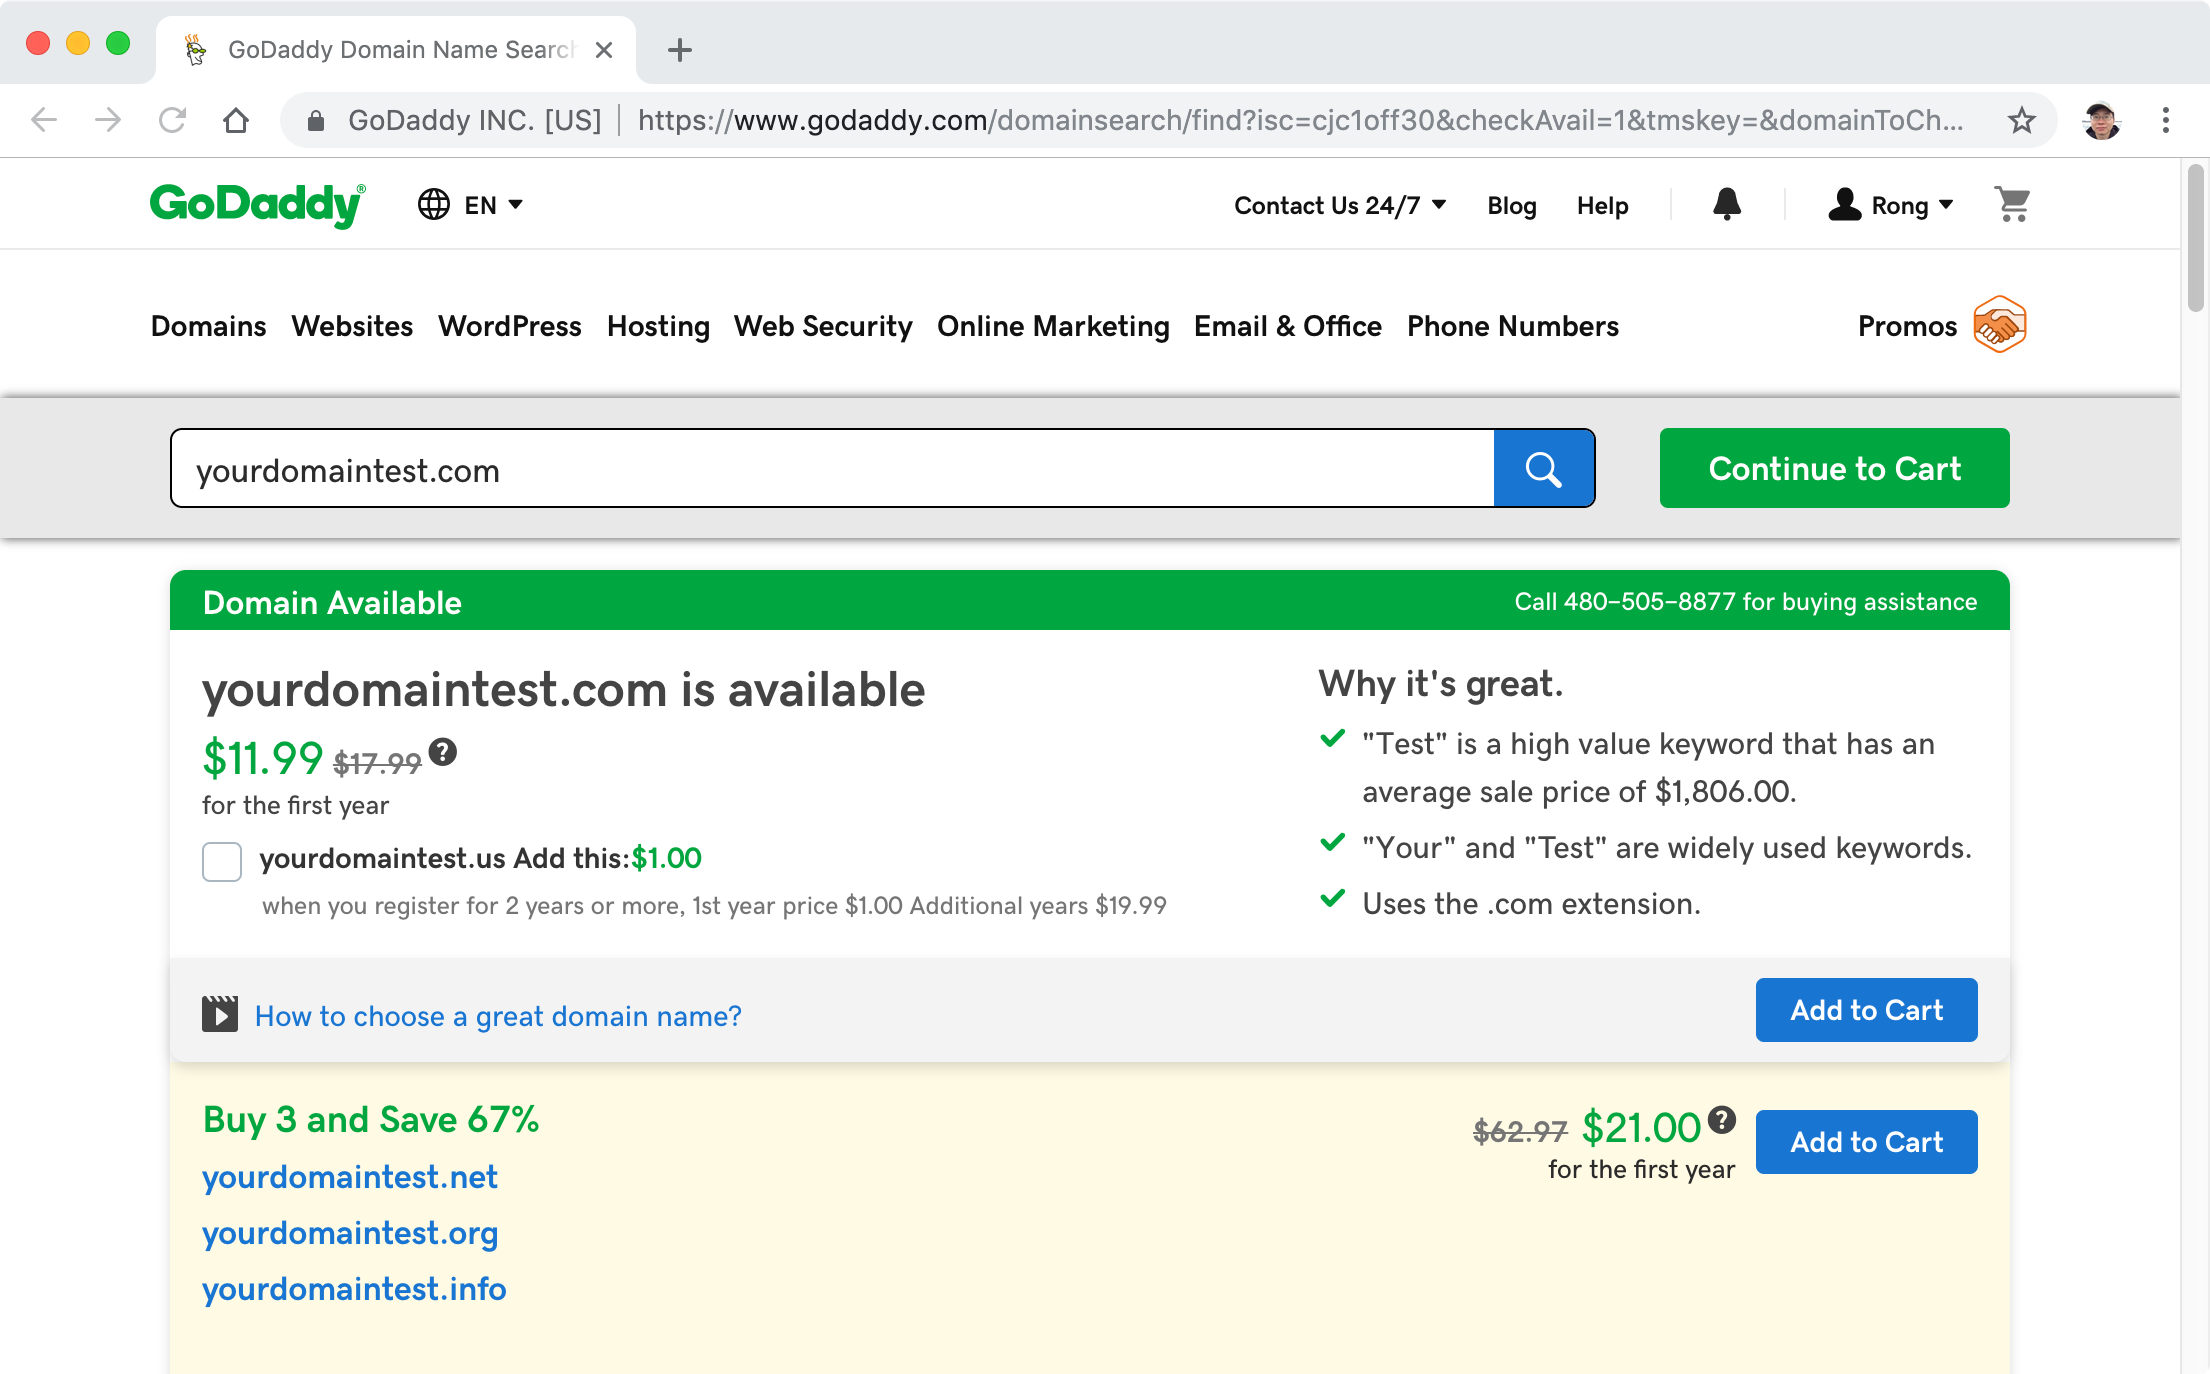 GoDaddy Domain Name Search
GoDaddy INC. [US] | https://www.godaddy.com/domainsearch/find?isc=cjc1off30&checkAvail=1&tmskey=&domainToCh...
GoDaddy® EN Contact Us 24/7 Blog Help Rong
Domains Websites WordPress Hosting Web Security Online Marketing Email & Office Phone Numbers Promos
yourdomaintest.com Continue to Cart
Domain Available Call 480-505-8877 for buying assistance
yourdomaintest.com is available
$11.99 $17.99 ?
for the first year
yourdomaintest.us Add this:$1.00
when you register for 2 years or more, 1st year price $1.00 Additional years $19.99
Why it's great.
"Test" is a high value keyword that has an
average sale price of $1,806.00.
"Your" and "Test" are widely used keywords.
Uses the .com extension.
How to choose a great domain name? Add to Cart
Buy 3 and Save 67%
yourdomaintest.net
yourdomaintest.org
yourdomaintest.info
$62.97 $21.00 ? Add to Cart
for the first year